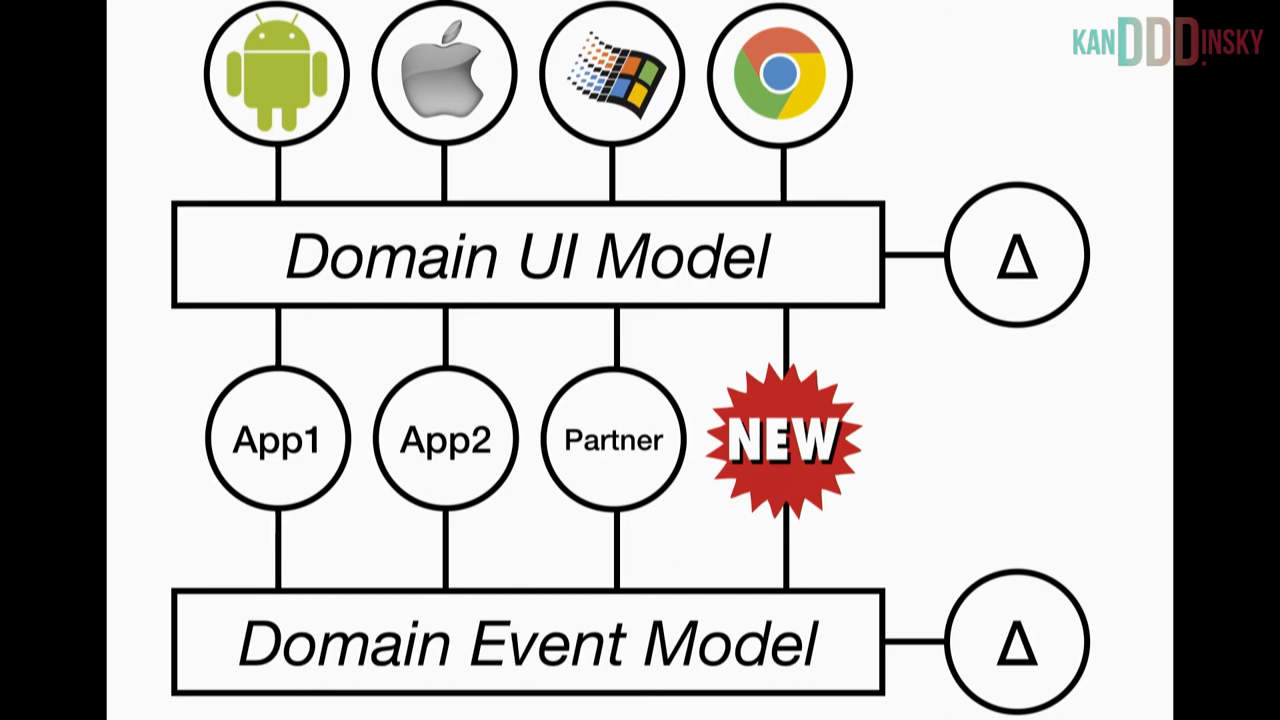 KANDDDINSKY
Domain UI Model
Δ
App1
App2
Partner
NEW
Domain Event Model
Δ